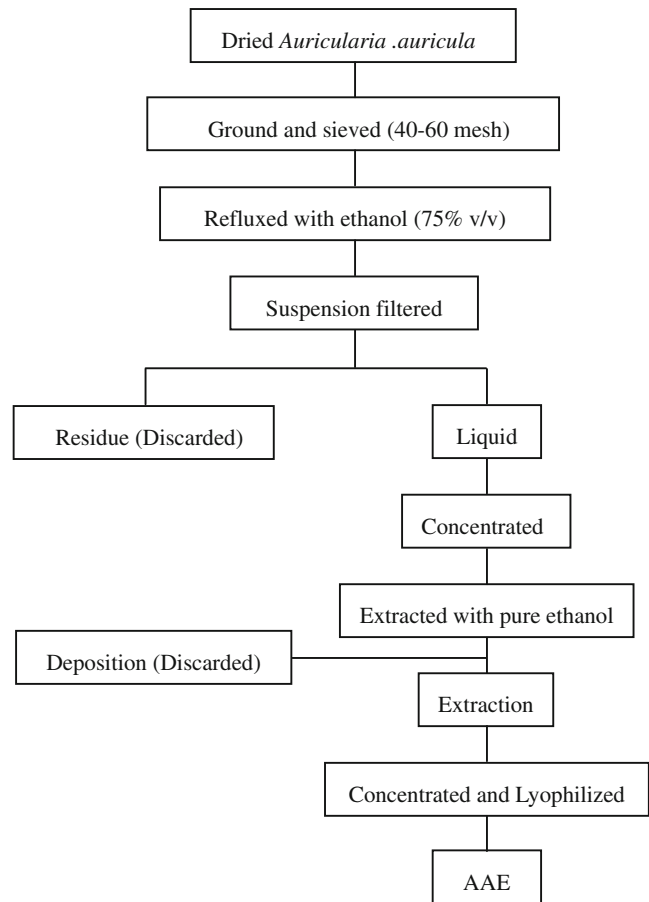 Dried Auricularia .auricula
Ground and sieved (40-60 mesh)
Refluxed with ethanol (75% v/v)
Suspension filtered
Residue (Discarded)
Liquid
Concentrated
Extracted with pure ethanol
Deposition (Discarded)
Extraction
Concentrated and Lyophilized
AAE